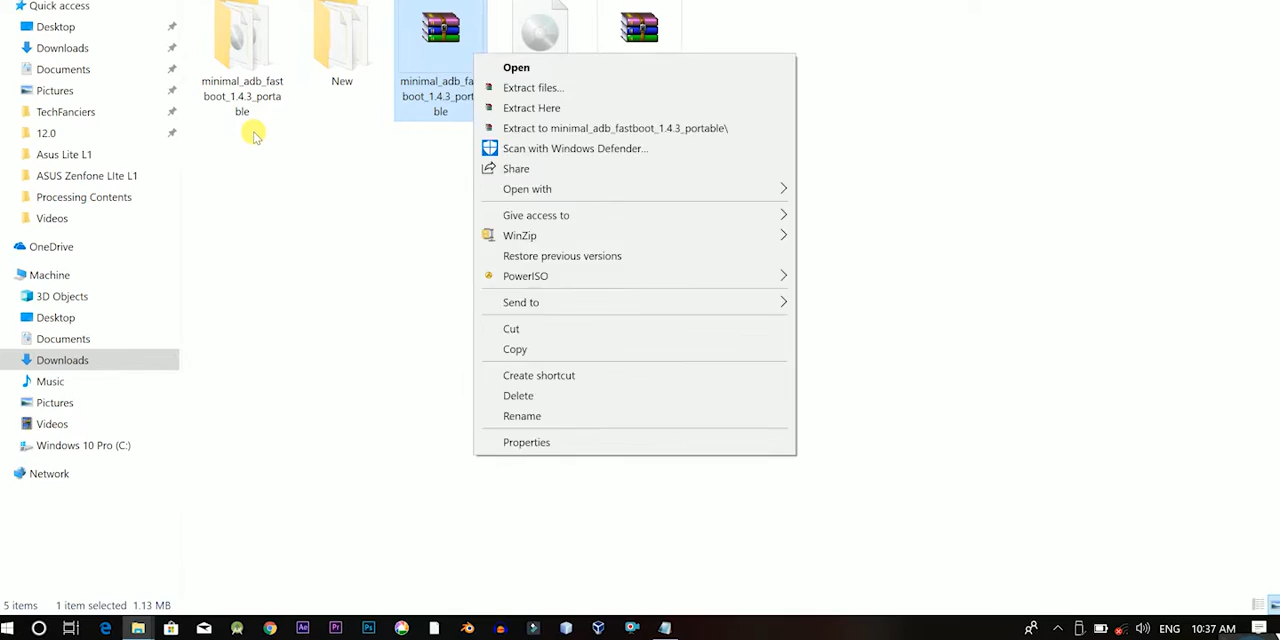 Quick access
Desktop
Downloads
Documents
Pictures
TechFanciers
12.0
Asus Lite L1
ASUS Zenfone LIte L1
Processing Contents
Videos
OneDrive
Machine
3D Objects
Desktop
Documents
Downloads
Music
Pictures
Videos
Windows 10 Pro (C:)
Network
minimal_adb_fast
boot_1.4.3_porta
ble
New
minimal_adb_fa
boot_1.4.3_port
ble
Open
Extract files...
Extract Here
Extract to minimal_adb_fastboot_1.4.3_portable\
Scan with Windows Defender...
Share
Open with
Give access to
WinZip
Restore previous versions
PowerISO
Send to
Cut
Copy
Create shortcut
Delete
Rename
Properties
5 items 1 item selected 1.13 MB
Ae Pr Ps
ENG 10:37 AM